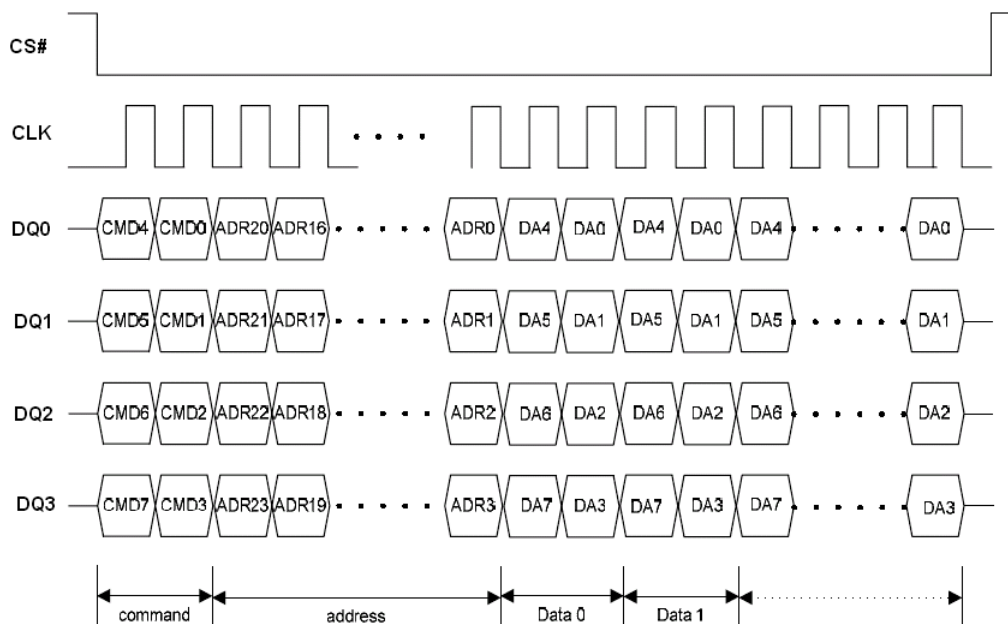 CS#
CLK
DQ0 CMD4 CMD0 ADR20 ADR16 ADR0 DA4 DA0 DA4 DA0 DA4 DA0
DQ1 CMD5 CMD1 ADR21 ADR17 ADR1 DA5 DA1 DA5 DA1 DA5 DA1
DQ2 CMD6 CMD2 ADR22 ADR18 ADR2 DA6 DA2 DA6 DA2 DA6 DA2
DQ3 CMD7 CMD3 ADR23 ADR19 ADR3 DA7 DA3 DA7 DA3 DA7 DA3
command address Data 0 Data 1